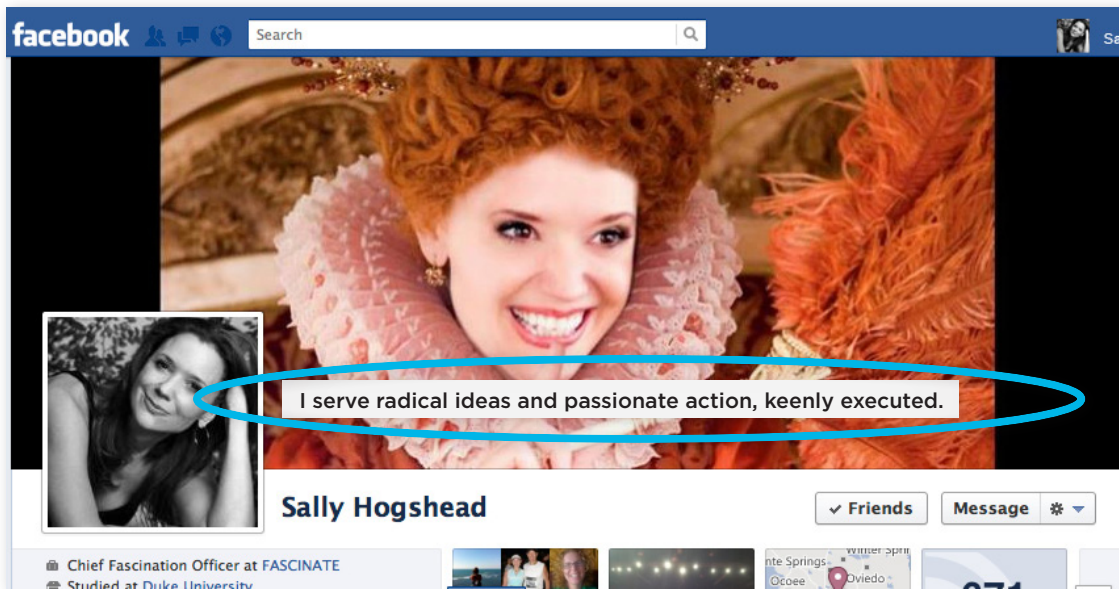 facebook
Search
Sa
I serve radical ideas and passionate action, keenly executed.
Sally Hogshead
✓ Friends
Message
Chief Fascination Officer at FASCINATE
Studied at Duke University
Winter Spri
nte Springs
Ocoee
Oviedo
671